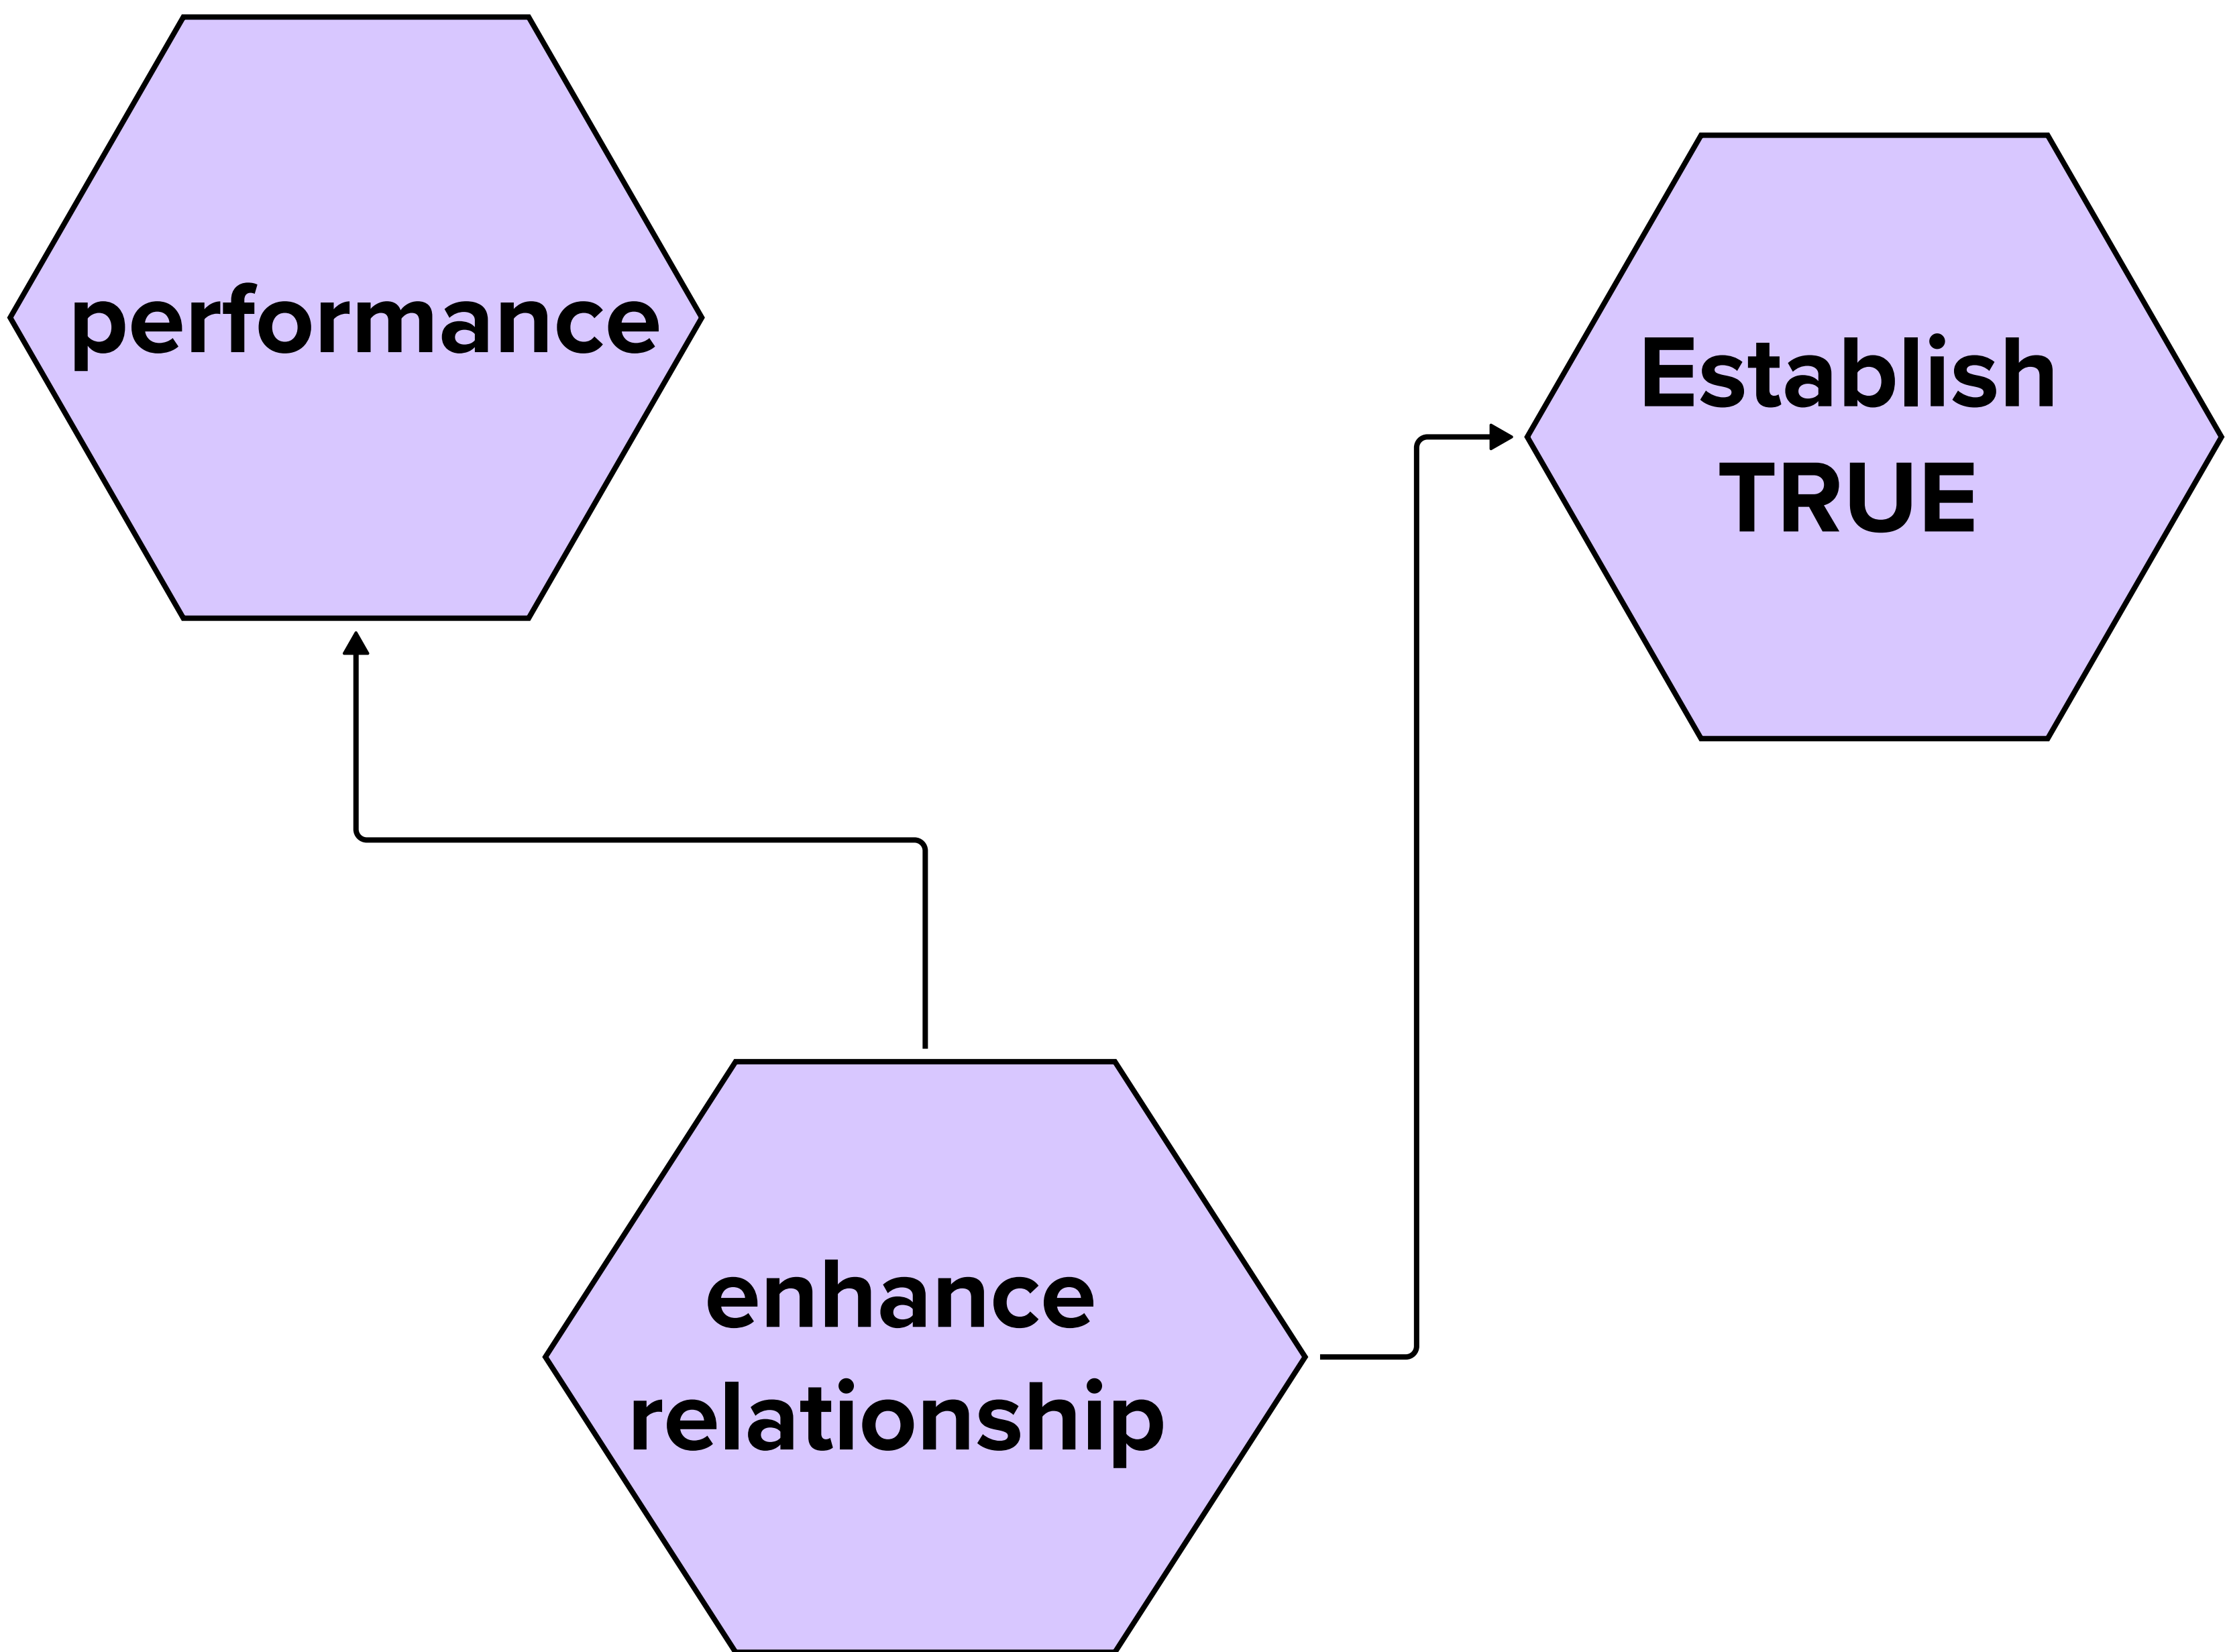 performance
Establish
TRUE
enhance
relationship